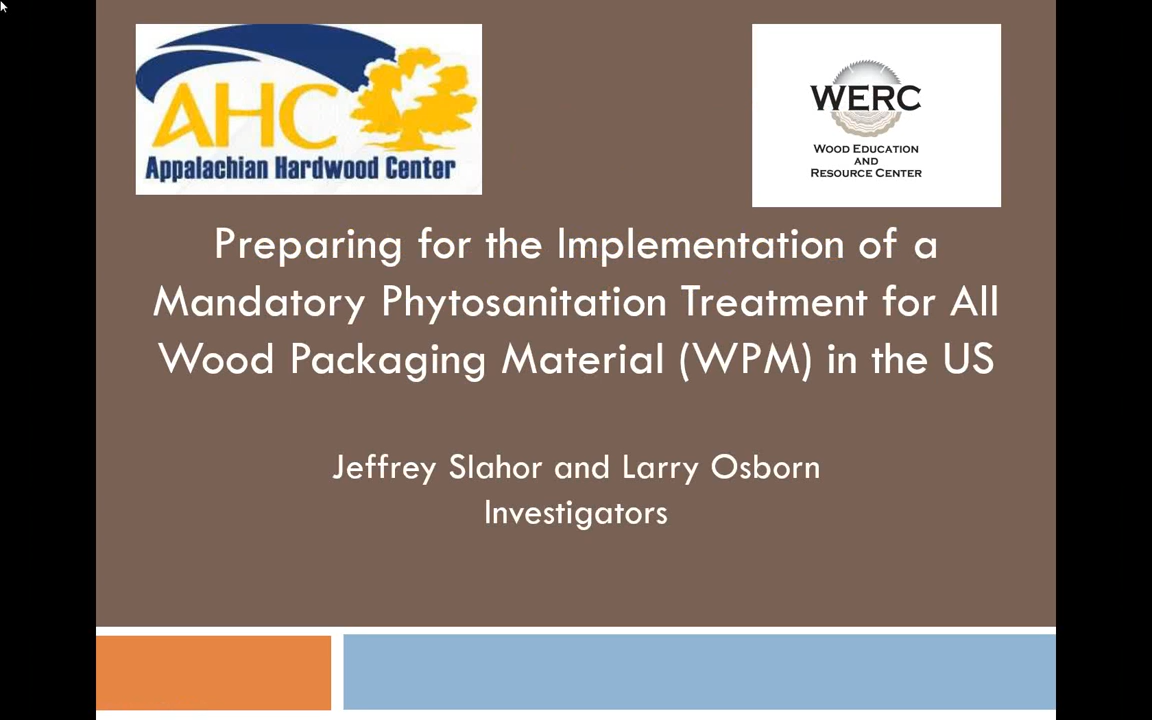 AHC
Appalachian Hardwood Center
WERC
WOOD EDUCATION
AND
RESOURCE CENTER
Preparing for the Implementation of a
Mandatory Phytosanitation Treatment for All
Wood Packaging Material (WPM) in the US
Jeffrey Slahor and Larry Osborn
Investigators